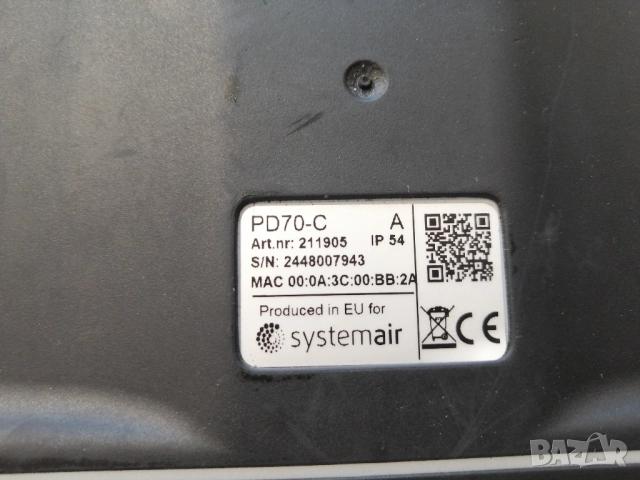 PD70-C A
Art.nr: 211905 IP 54
S/N: 2448007943
MAC 00:0A:3C:00:BB:2A
Produced in EU for
systemair
CE
BAZAR.bg